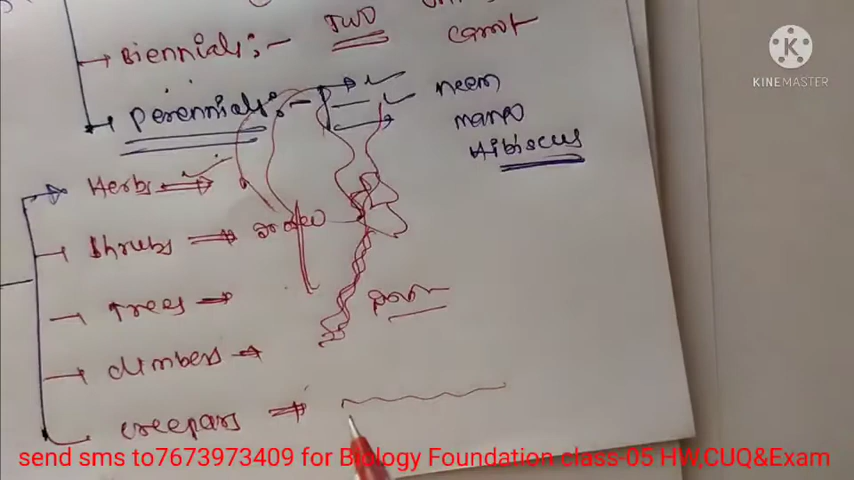 Biennials :- TWO
carrot
Perennials :- neem
mango
Hibiscus
Herbs
Shrubs
Trees
climbers
creepars
K
KINEMASTER
send sms to7673973409 for Biology Foundation class-05 HW,CUQ&Exam